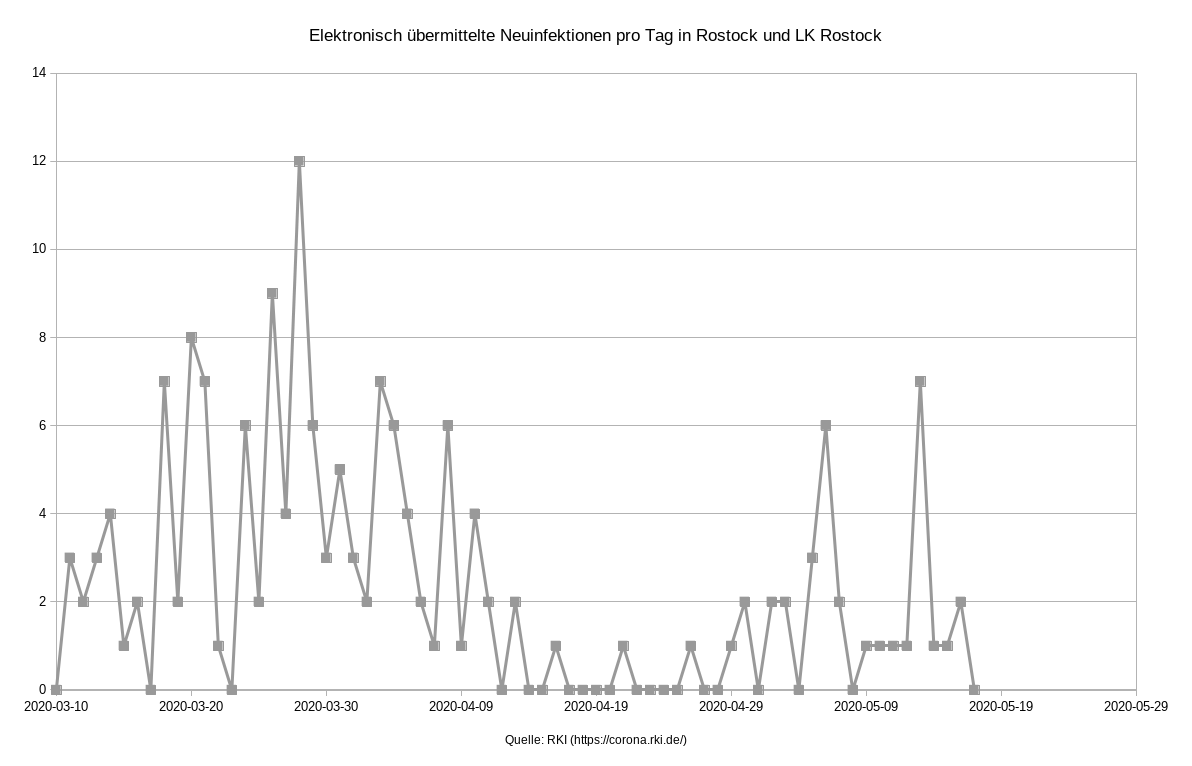 Elektronisch übermittelte Neuinfektionen pro Tag in Rostock und LK Rostock
14
12
10
8
6
4
2
0
2020-03-10 2020-03-20 2020-03-30 2020-04-09 2020-04-19 2020-04-29 2020-05-09 2020-05-19 2020-05-29
Quelle: RKI (https://corona.rki.de/)